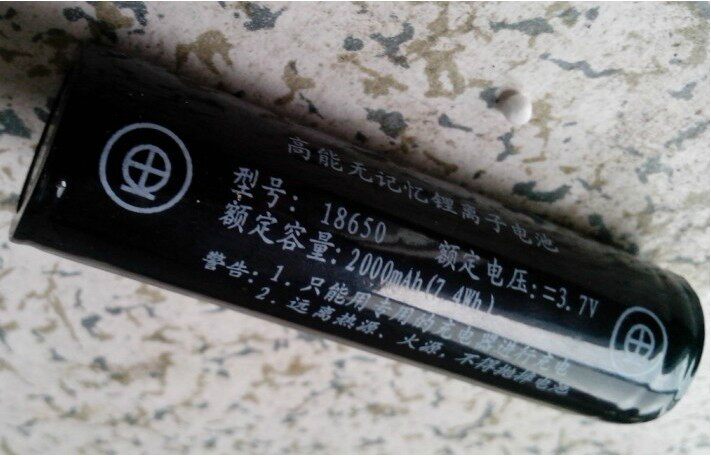 高能无记忆锂离子电池
型号: 18650 额定电压:=3.7V
额定容量:2000mAh(7.4Wh)
警告:1.只能用专用的充电器进行充电
2.远离热源、火源,不得抛掷电池